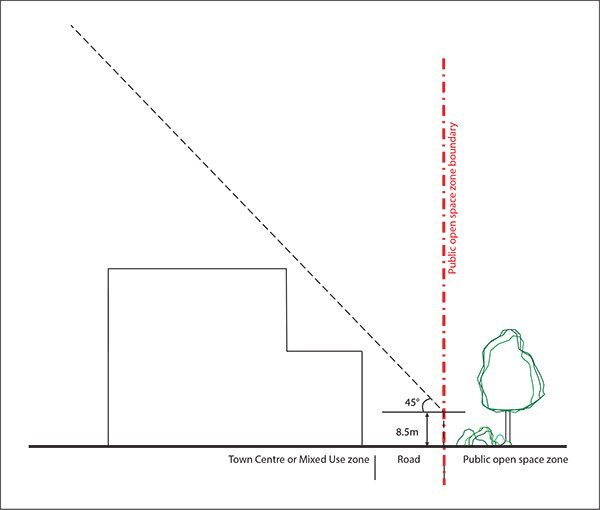 Public open space zone boundary
45°
8.5m
Town Centre or Mixed Use zone
Road
Public open space zone